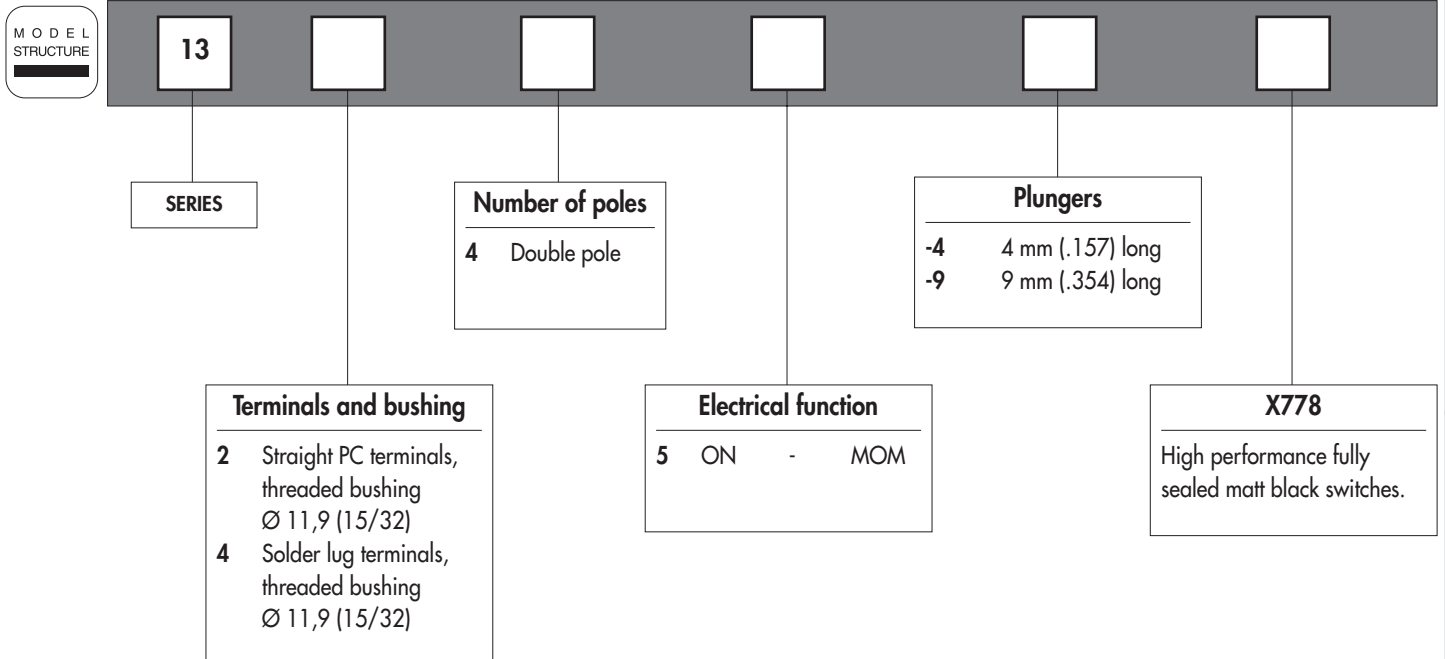 MODEL
STRUCTURE
13
SERIES
Number of poles
4 Double pole
Plungers
-4 4 mm (.157) long
-9 9 mm (.354) long
Terminals and bushing
2 Straight PC terminals,
threaded bushing
Ø 11,9 (15/32)
4 Solder lug terminals,
threaded bushing
Ø 11,9 (15/32)
Electrical function
5 ON - MOM
X778
High performance fully
sealed matt black switches.